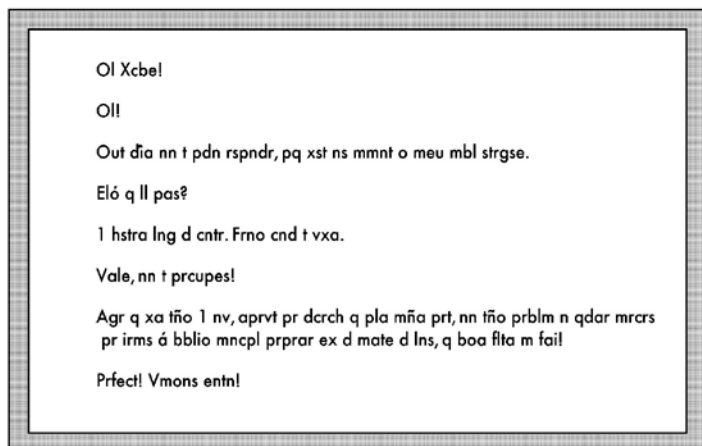 Ol Xcbe!
Ol!
Out día nn t pdn rspndr, pq xst ns mmnt o meu mbl strgse.
Eló q ll pas?
1 hstra lng d cntr. Frno cnd t vxa.
Vale, nn t prcupes!
Agr q xa tño 1 nv, aprvt pr dcrch q pla mña prt, nn tño prblm n qdar mrcrs
pr irms á bblio mncpl prprar ex d mate d lns, q boa flta m fai!
Prfect! Vmons entn!